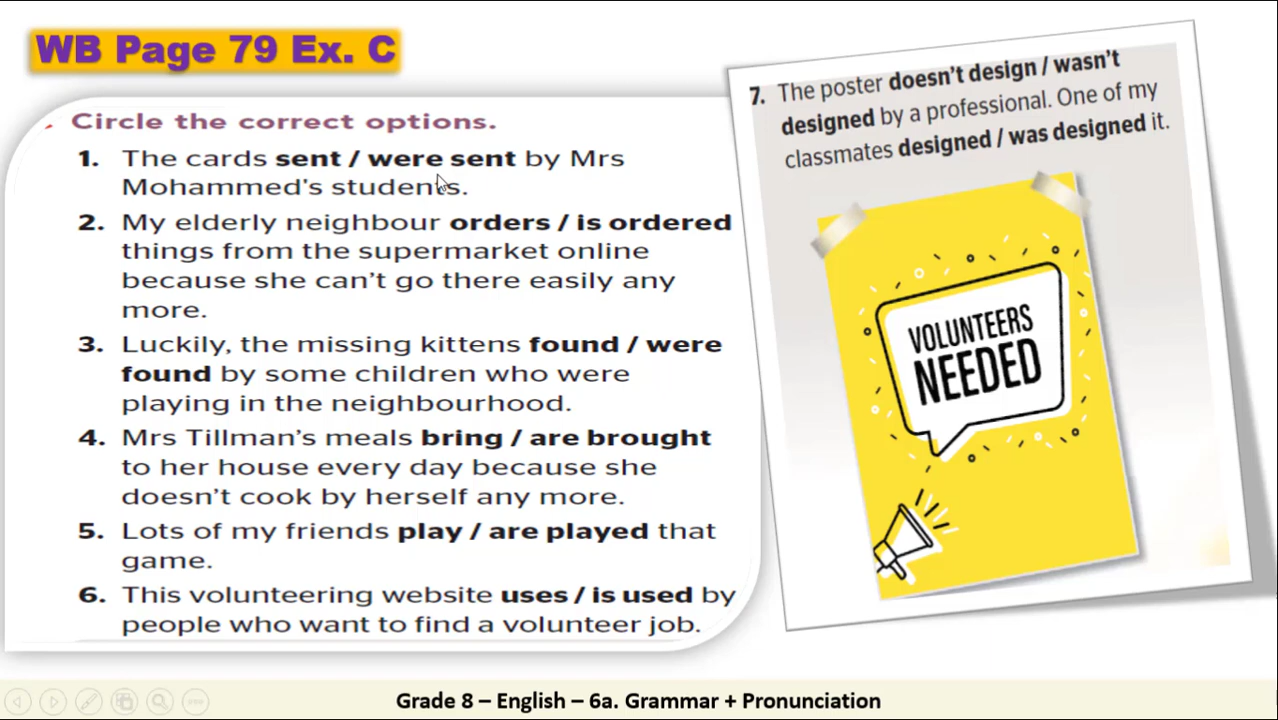 WB Page 79 Ex. C
Circle the correct options.
1. The cards sent / were sent by Mrs
Mohammed's students.
2. My elderly neighbour orders / is ordered
things from the supermarket online
because she can't go there easily any
more.
3. Luckily, the missing kittens found / were
found by some children who were
playing in the neighbourhood.
4. Mrs Tillman's meals bring / are brought
to her house every day because she
doesn't cook by herself any more.
5. Lots of my friends play / are played that
game.
6. This volunteering website uses / is used by
people who want to find a volunteer job.
7. The poster doesn't design / wasn't
designed by a professional. One of my
classmates designed / was designed it.
VOLUNTEERS
NEEDED
Grade 8 – English – 6a. Grammar + Pronunciation